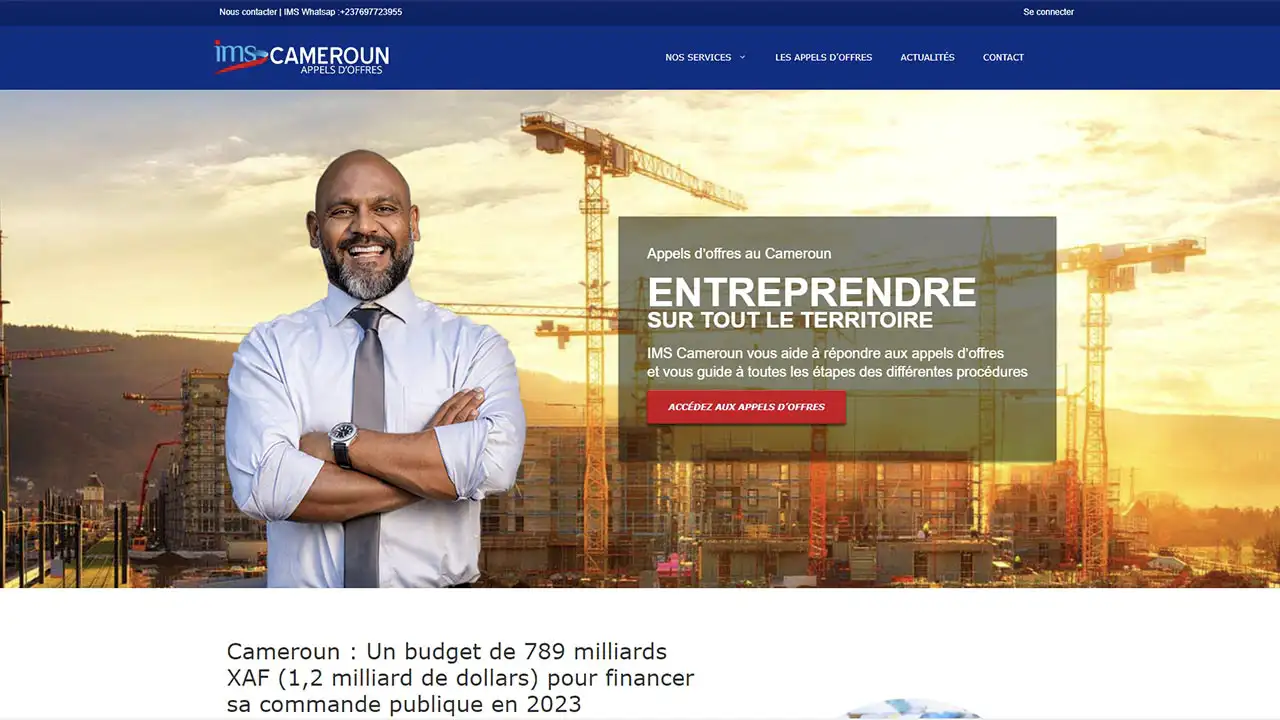 Nous contacter | IMS Whatsap :+237697723955
Se connecter
ims CAMEROUN
APPELS D'OFFRES
NOS SERVICES
LES APPELS D'OFFRES
ACTUALITÉS
CONTACT
Appels d'offres au Cameroun
ENTREPRENDRE
SUR TOUT LE TERRITOIRE
IMS Cameroun vous aide à répondre aux appels d'offres
et vous guide à toutes les étapes des différentes procédures
ACCÉDEZ AUX APPELS D'OFFRES
Cameroun : Un budget de 789 milliards
XAF (1,2 milliard de dollars) pour financer
sa commande publique en 2023